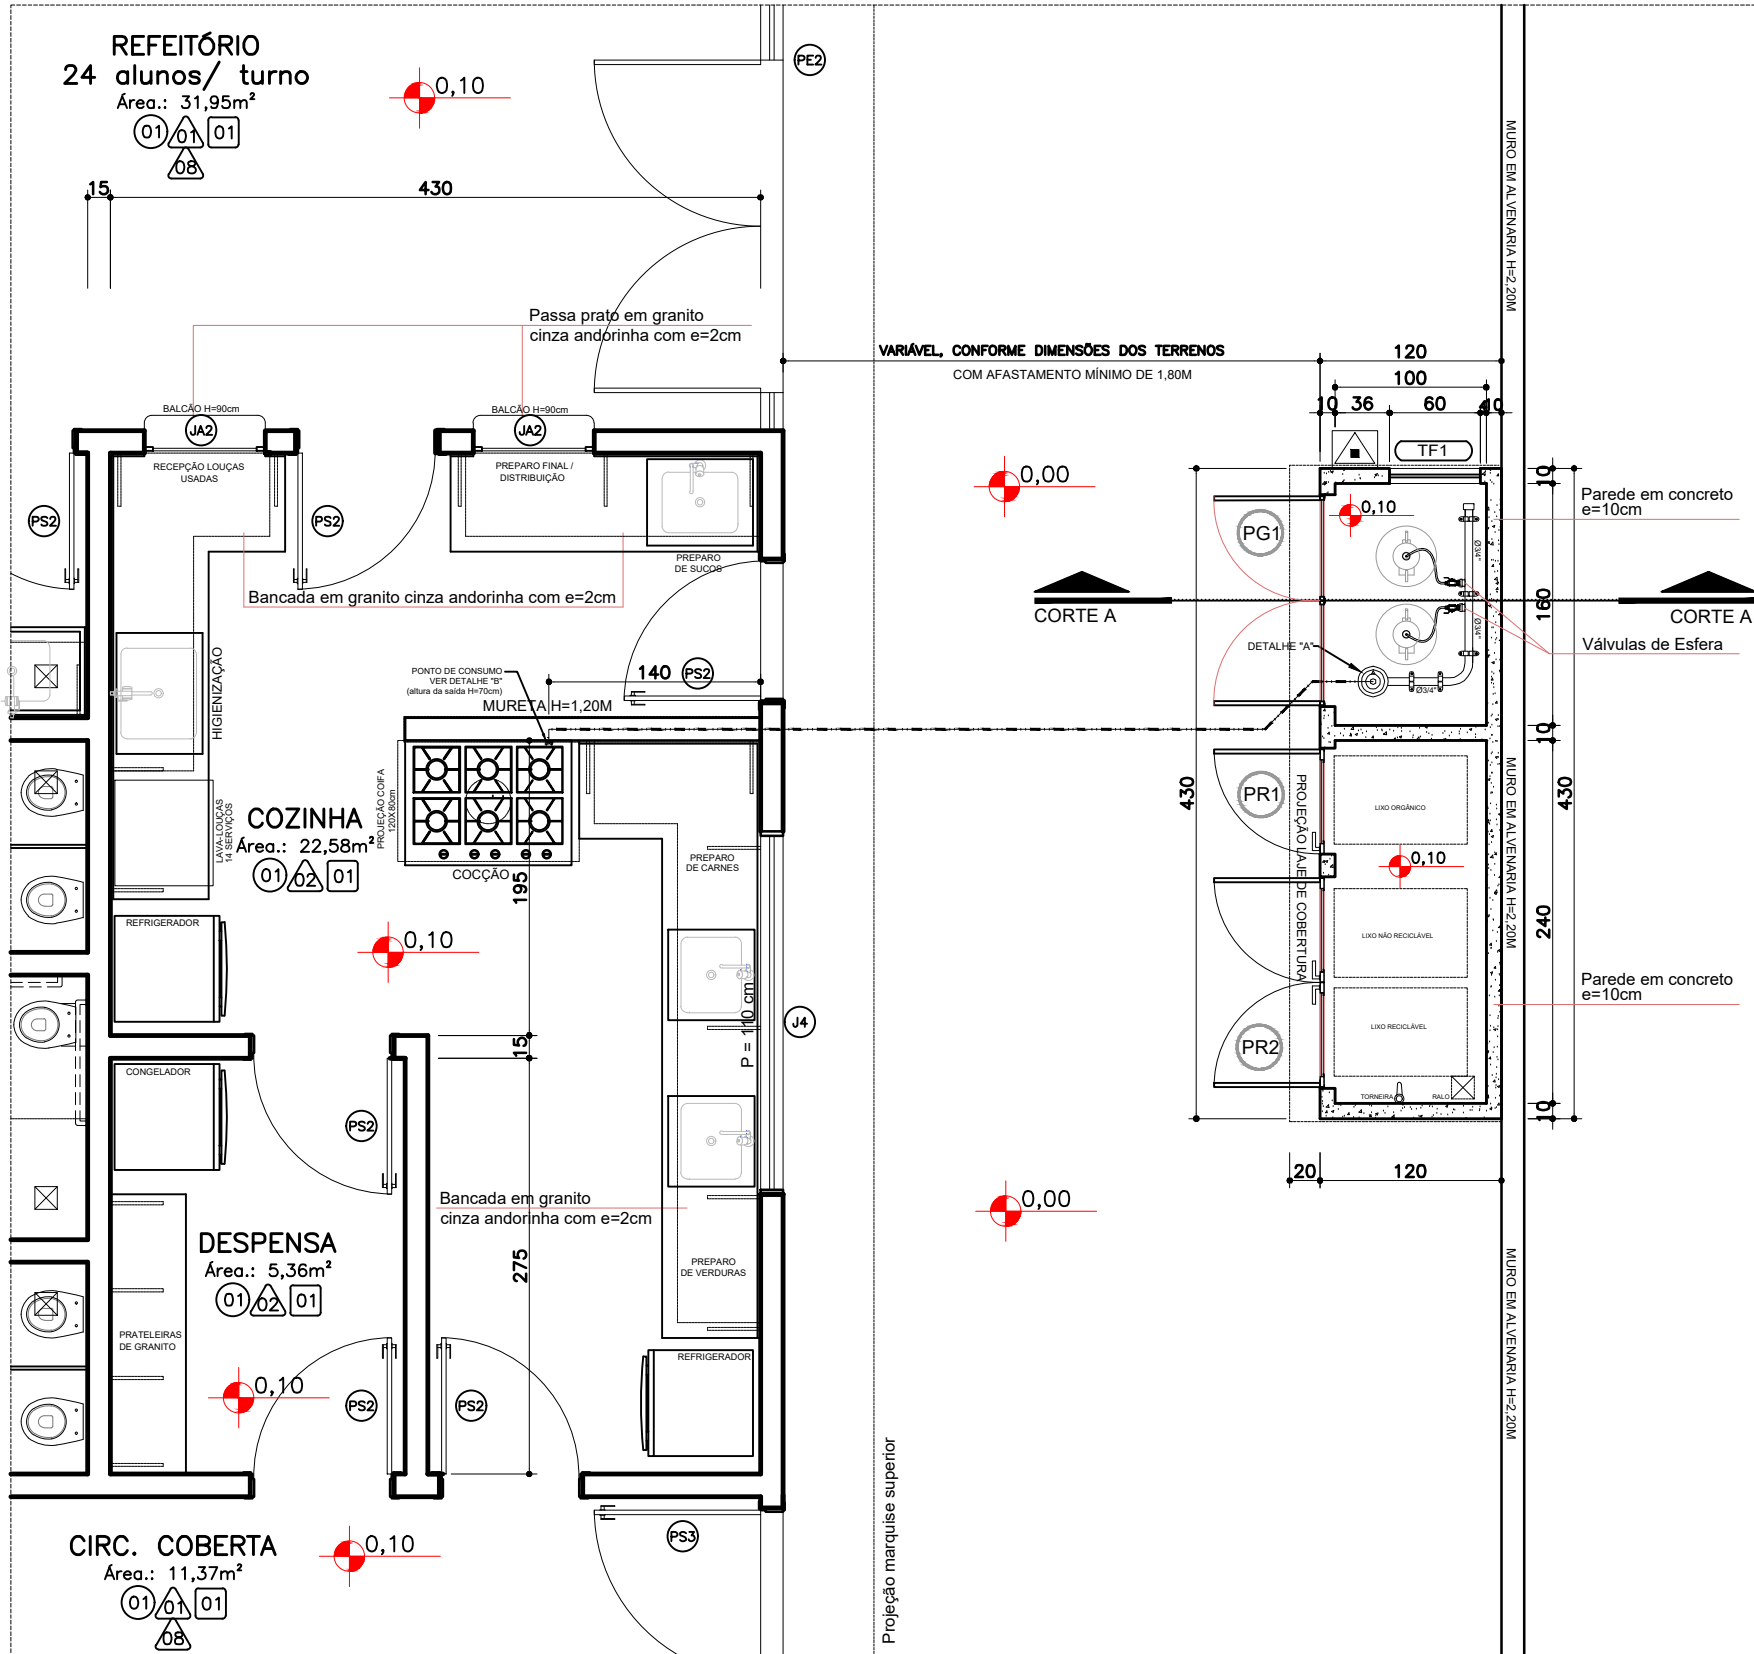 REFEITÓRIO
24 alunos/ turno
Área.: 31,95m²
01 01 01
08
0,10
PE2
15
430
Passa prato em granito
cinza andorinha com e=2cm
BALCÃO H=90cm
JA2
BALCÃO H=90cm
JA2
RECEPÇÃO LOUÇAS
USADAS
PREPARO FINAL /
DISTRIBUIÇÃO
PS2
PS2
PREPARO
DE SUCOS
Bancada em granito cinza andorinha com e=2cm
HIGIENIZAÇÃO
PONTO DE CONSUMO
VER DETALHE "B"
(altura da saída H=70cm)
140
PS2
MURETA H=1,20M
PROJEÇÃO COIFA
120X80cm
LAVA-LOUÇAS
14 SERVIÇOS
COZINHA
Área.: 22,58m²
01 02 01
COCÇÃO
PREPARO
DE CARNES
195
REFRIGERADOR
0,10
P = 110 cm
J4
15
CONGELADOR
PS2
Bancada em granito
cinza andorinha com e=2cm
DESPENSA
Área.: 5,36m²
01 02 01
275
PREPARO
DE VERDURAS
PRATELEIRAS
DE GRANITO
REFRIGERADOR
0,10
PS2
PS2
PS3
CIRC. COBERTA
Área.: 11,37m²
01 01 01
08
0,10
Projeção marquise superior
VARIÁVEL, CONFORME DIMENSÕES DOS TERRENOS
COM AFASTAMENTO MÍNIMO DE 1,80M
120
100
10 36 60 4 10
TF1
0,00
MURO EM ALVENARIA H=2,20M
10
Parede em concreto
e=10cm
0,10
PG1
Ø3/4"
CORTE A
CORTE A
160
Válvulas de Esfera
DETALHE "A"
Ø3/4"
Ø3/4"
10
430
PR1
PROJEÇÃO LAJE DE COBERTURA
LIXO ORGÂNICO
MURO EM ALVENARIA H=2,20M
430
0,10
240
LIXO NÃO RECICLÁVEL
Parede em concreto
e=10cm
LIXO RECICLÁVEL
PR2
TORNEIRA
RALO
10
20
120
0,00
MURO EM ALVENARIA H=2,20M